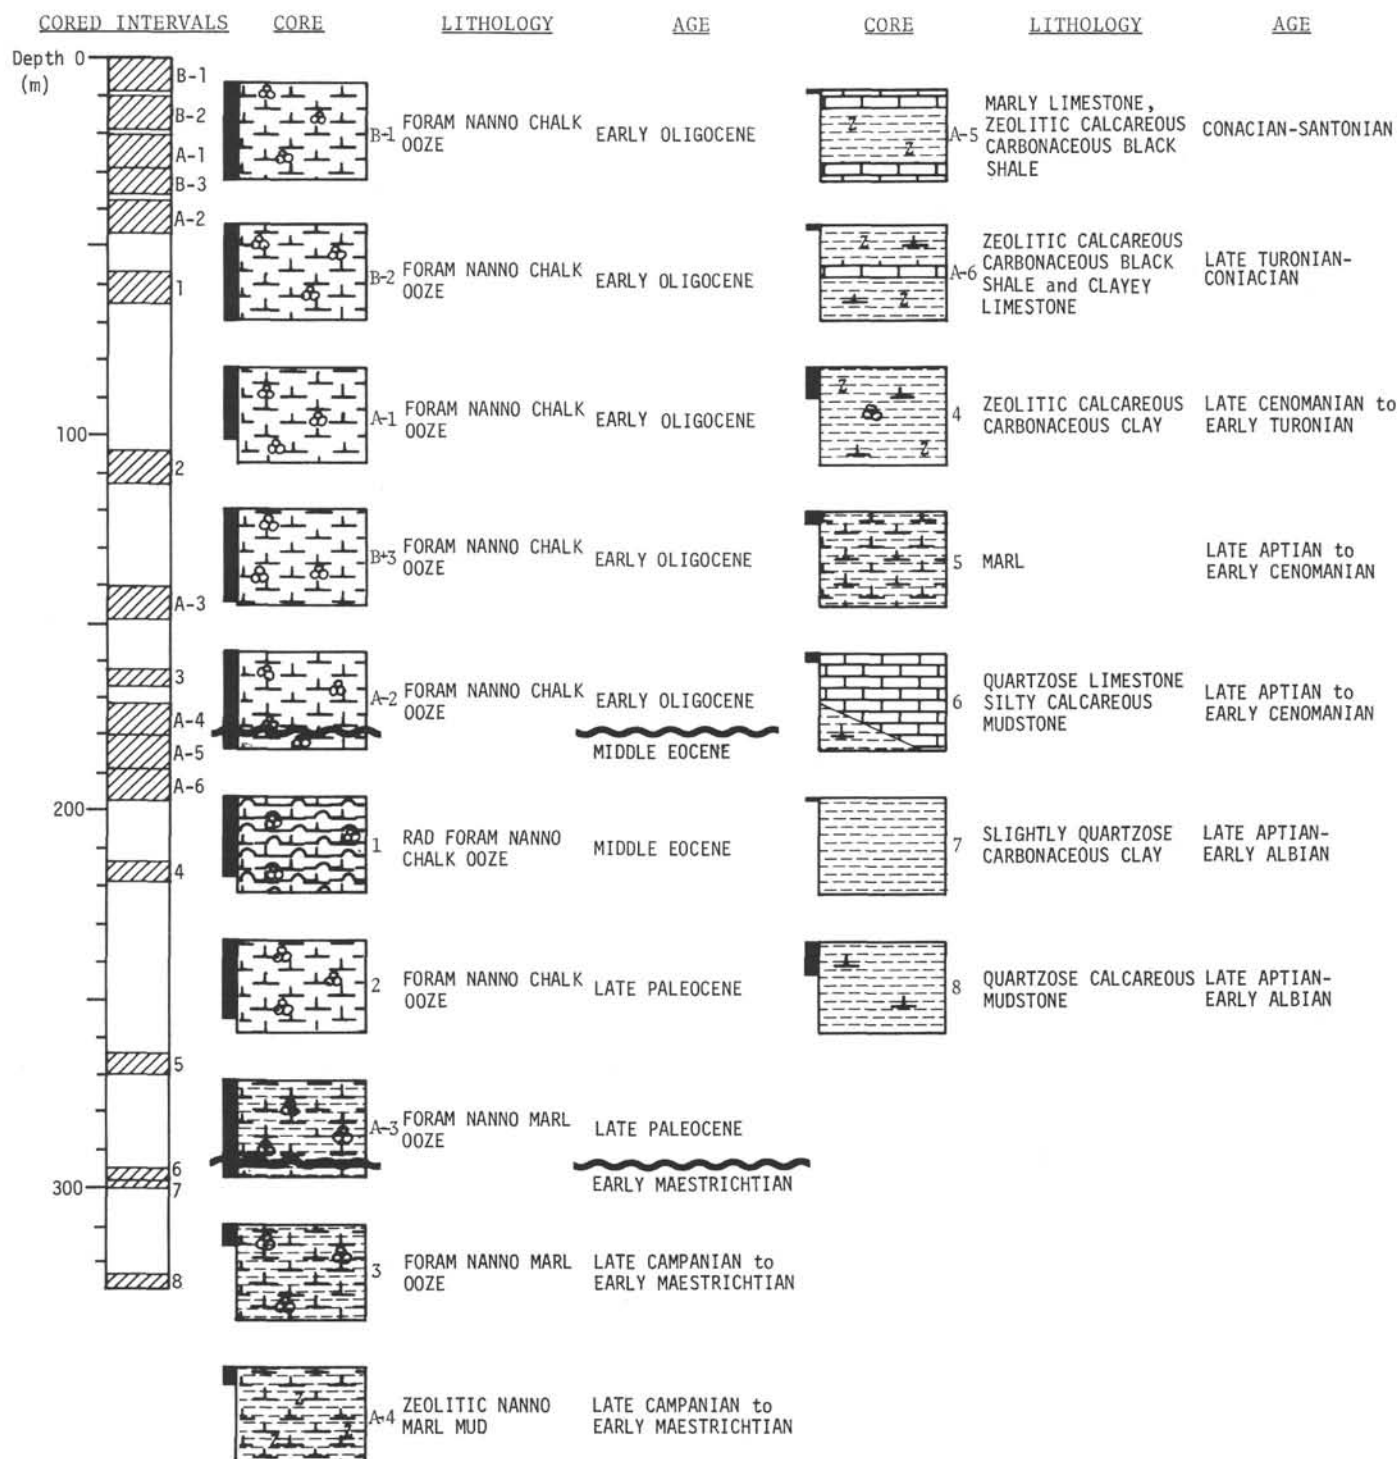 CORED INTERVALS CORE LITHOLOGY AGE CORE LITHOLOGY AGE
Depth 0
(m)
B-1
B-2
A-1
B-3
A-2
1
100
2
A-3
3
A-4
A-5
A-6
200
4
5
6
300
7
8
B-1 FORAM NANNO CHALK
OOZE
EARLY OLIGOCENE
B-2 FORAM NANNO CHALK
OOZE
EARLY OLIGOCENE
A-1 FORAM NANNO CHALK
OOZE
EARLY OLIGOCENE
B-3 FORAM NANNO CHALK
OOZE
EARLY OLIGOCENE
A-2 FORAM NANNO CHALK
OOZE
EARLY OLIGOCENE
MIDDLE EOCENE
1 RAD FORAM NANNO
CHALK OOZE
MIDDLE EOCENE
2 FORAM NANNO CHALK
OOZE
LATE PALEOCENE
A-3 FORAM NANNO MARL
OOZE
LATE PALEOCENE
EARLY MAESTRICHTIAN
3 FORAM NANNO MARL
OOZE
LATE CAMPANIAN to
EARLY MAESTRICHTIAN
Z
Z
Z
A-4 ZEOLITIC NANNO
MARL MUD
LATE CAMPANIAN to
EARLY MAESTRICHTIAN
Z
Z
A-5
MARLY LIMESTONE,
ZEOLITIC CALCAREOUS
CARBONACEOUS BLACK
SHALE
CONACIAN-SANTONIAN
Z
Z
A-6
ZEOLITIC CALCAREOUS
CARBONACEOUS BLACK
SHALE and CLAYEY
LIMESTONE
LATE TURONIAN-
CONIACIAN
Z
Z
4 ZEOLITIC CALCAREOUS
CARBONACEOUS CLAY
LATE CENOMANIAN to
EARLY TURONIAN
5 MARL
LATE APTIAN to
EARLY CENOMANIAN
6
QUARTZOSE LIMESTONE
SILTY CALCAREOUS
MUDSTONE
LATE APTIAN to
EARLY CENOMANIAN
7 SLIGHTLY QUARTZOSE
CARBONACEOUS CLAY
LATE APTIAN-
EARLY ALBIAN
8 QUARTZOSE CALCAREOUS
MUDSTONE
LATE APTIAN-
EARLY ALBIAN